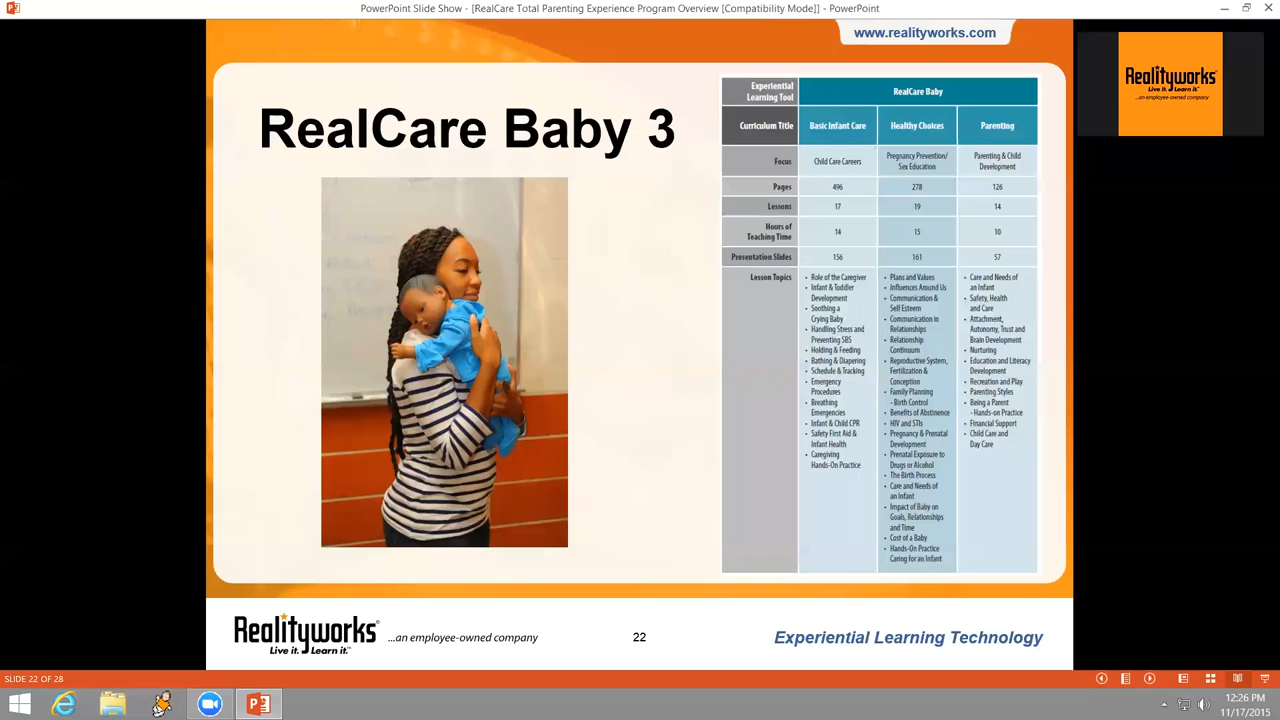 PowerPoint Slide Show - [RealCare Total Parenting Experience Program Overview [Compatibility Mode]] - PowerPoint
www.realityworks.com
RealCare Baby 3
Experiential
Learning Tool
RealCare Baby
Curriculum Title
Basic Infant Care
Healthy Choices
Parenting
Focus
Child Care Careers
Pregnancy Prevention/
Sex Education
Parenting & Child
Development
Pages
496
278
126
Lessons
17
19
14
Hours of
Teaching Time
14
15
10
Presentation Slides
156
161
57
Lesson Topics
• Role of the Caregiver
• Infant & Toddler
Development
• Soothing a
Crying Baby
• Handling Stress and
Preventing SBS
• Holding & Feeding
• Bathing & Diapering
• Schedule & Tracking
• Emergency
Procedures
• Breathing
Emergencies
• Infant & Child CPR
• Safety First Aid &
Infant Health
• Caregiving
Hands-On Practice
• Plans and Values
• Influences Around Us
• Communication &
Self Esteem
• Communication in
Relationships
• Relationship
Continuum
• Reproductive System,
Fertilization &
Conception
• Family Planning
- Birth Control
• Benefits of Abstinence
• HIV and STIs
• Pregnancy & Prenatal
Development
• Prenatal Exposure to
Drugs or Alcohol
• The Birth Process
• Care and Needs of
an Infant
• Impact of Baby on
Goals, Relationships
and Time
• Cost of a Baby
• Hands-On Practice
Caring for an Infant
• Care and Needs of
an Infant
• Safety, Health
and Care
• Attachment,
Autonomy, Trust and
Brain Development
• Nurturing
• Education and Literacy
Development
• Recreation and Play
• Parenting Styles
• Being a Parent
- Hands-on Practice
• Financial Support
• Child Care and
Day Care
Realityworks
Live it. Learn it.™
...an employee-owned company
Realityworks®
Live it. Learn it.™
...an employee-owned company
22
Experiential Learning Technology
SLIDE 22 OF 28
12:26 PM
11/17/2015